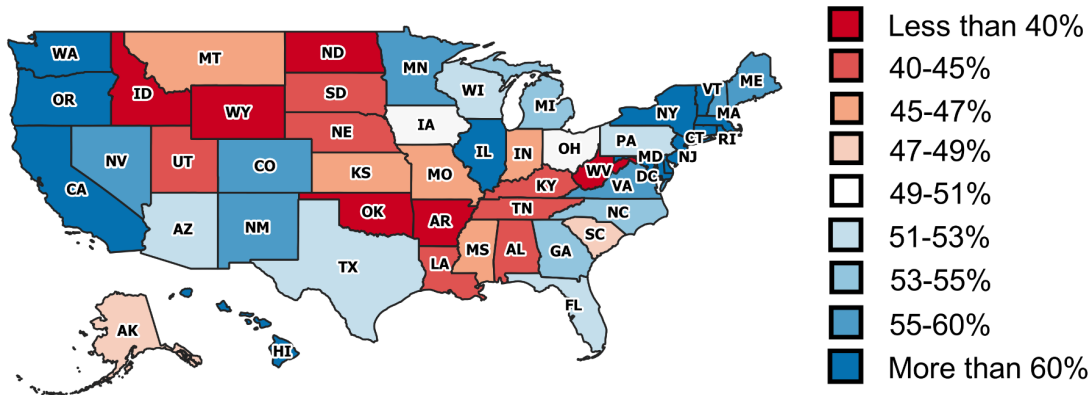 WA
MT
ND
MN
VT
ME
OR
ID
SD
WI
MI
NY
MA
WY
IA
CT
RI
NE
PA
NJ
NV
UT
CO
IL
IN
OH
MD
DC
CA
KS
MO
WV
VA
KY
AZ
NM
OK
AR
TN
NC
SC
TX
LA
MS
AL
GA
FL
AK
HI
Less than 40%
40-45%
45-47%
47-49%
49-51%
51-53%
53-55%
55-60%
More than 60%